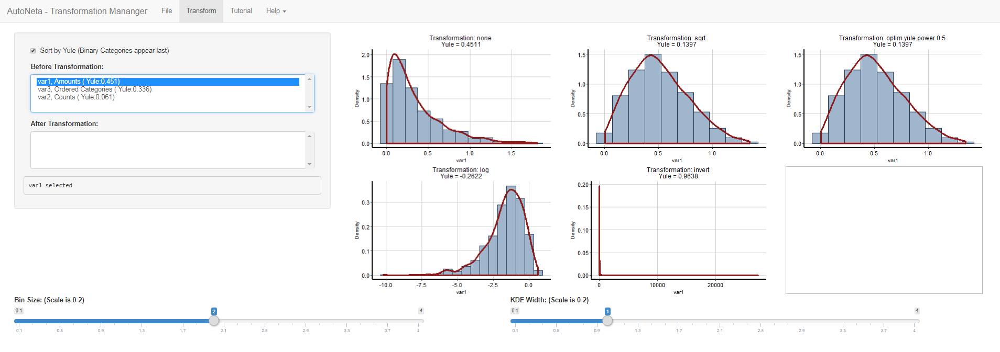 AutoNeta - Transformation Mananger File Transform Tutorial Help
Sort by Yule (Binary Categories appear last)
Before Transformation:
var1, Amounts ( Yule:0.451)
var3, Ordered Categories ( Yule:0.336)
var2, Counts ( Yule:0.061)
After Transformation:
var1 selected
Transformation: none
Yule = 0.4511
Density
2.0
1.5
1.0
0.5
0.0
0.0 0.5 1.0 1.5
var1
Transformation: sqrt
Yule = 0.1397
Density
1.5
1.0
0.5
0.0
0.0 0.5 1.0
var1
Transformation: optim.yule.power.0.5
Yule = 0.1397
Density
1.5
1.0
0.5
0.0
0.0 0.5 1.0
var1
Transformation: log
Yule = -0.2622
Density
0.3
0.2
0.1
0.0
-10.0 -7.5 -5.0 -2.5 0.0
var1
Transformation: invert
Yule = 0.9638
Density
0.20
0.15
0.10
0.05
0.00
0 10000 20000
var1
Bin Size: (Scale is 0-2)
0.1 2 4
0.1 0.5 0.9 1.3 1.7 2.1 2.5 2.9 3.3 3.7 4
KDE Width: (Scale is 0-2)
0.1 1 4
0.1 0.5 0.9 1.3 1.7 2.1 2.5 2.9 3.3 3.7 4